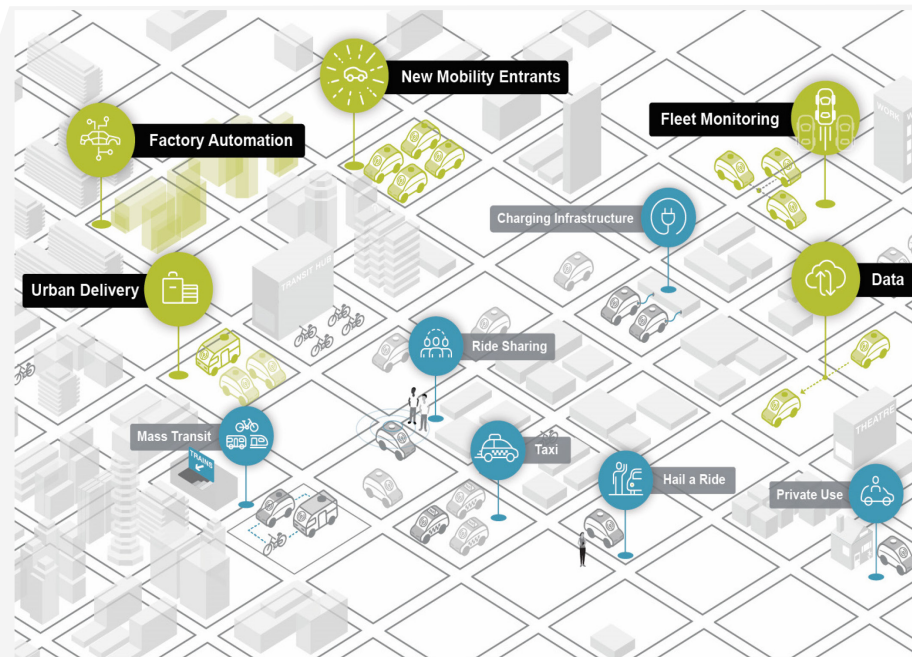 New Mobility Entrants
Fleet Monitoring
WORK
Factory Automation
Charging Infrastructure
TRANSIT HUB
Urban Delivery
Data
Ride Sharing
THEATRE
Mass Transit
TRAINS
Taxi
Hail a Ride
Private Use